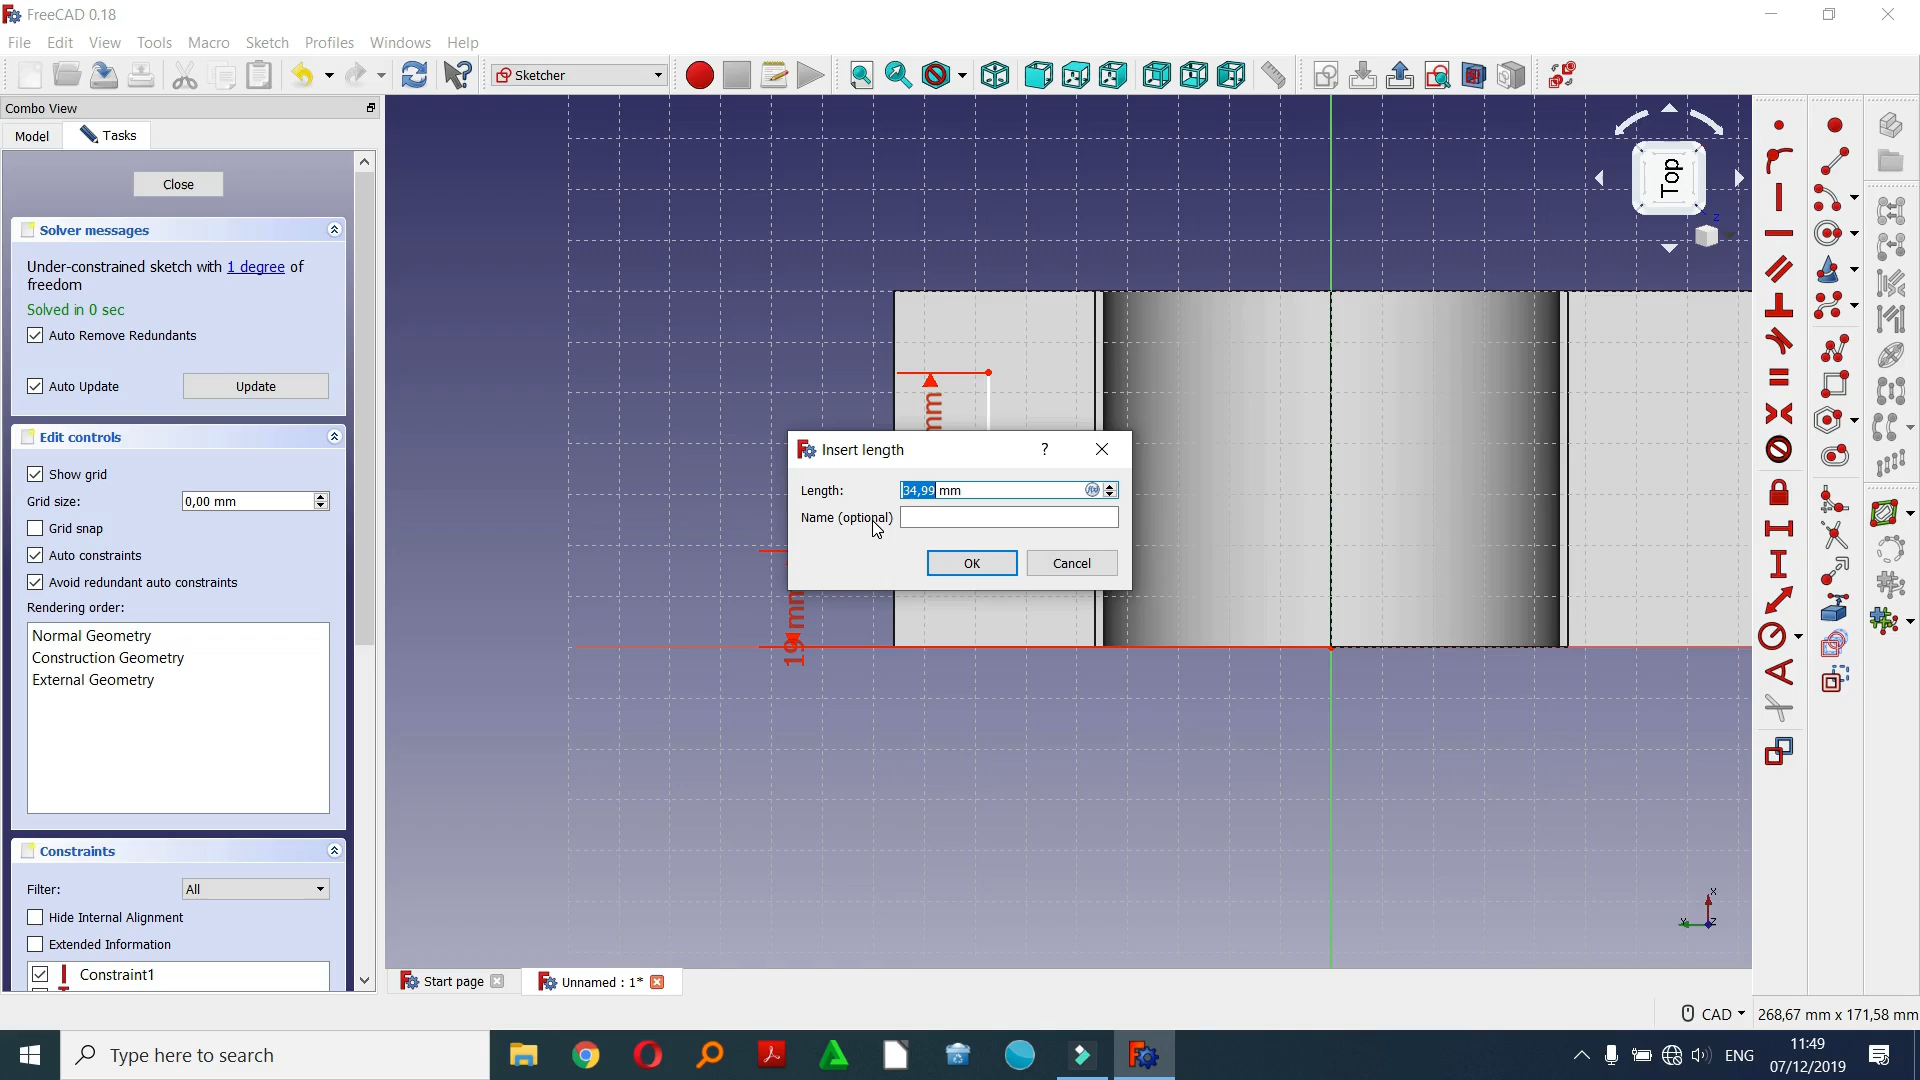 FreeCAD 0.18
File Edit View Tools Macro Sketch Profiles Windows Help
Sketcher
Combo View
Model Tasks
Close
Solver messages
Under-constrained sketch with 1 degree of
freedom
Solved in 0 sec
Auto Remove Redundants
Auto Update Update
Edit controls
Show grid
Grid size: 0,00 mm
Grid snap
Auto constraints
Avoid redundant auto constraints
Rendering order:
Normal Geometry
Construction Geometry
External Geometry
Constraints
Filter: All
Hide Internal Alignment
Extended Information
Constraint1
Top
z
mm
19 mm
Insert length ?
Length: 34,99 mm
Name (optional)
OK Cancel
x
Y z
Start page Unnamed : 1*
CAD 268,67 mm x 171,58 mm
Type here to search
ENG
11:49
07/12/2019